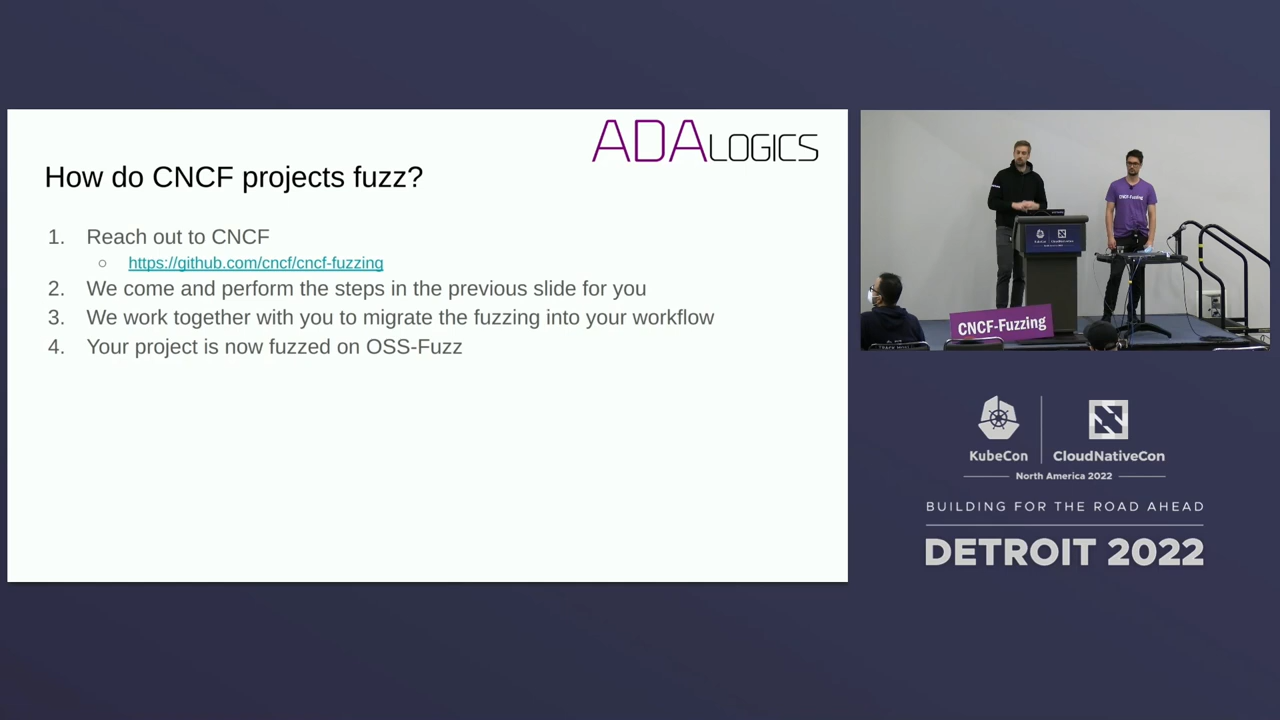 ADALOGICS
How do CNCF projects fuzz?
1. Reach out to CNCF
○ https://github.com/cncf/cncf-fuzzing
2. We come and perform the steps in the previous slide for you
3. We work together with you to migrate the fuzzing into your workflow
4. Your project is now fuzzed on OSS-Fuzz
CNCF-Fuzzing
CNCF-Fuzzing
KubeCon
CloudNativeCon
North America 2022
BUILDING FOR THE ROAD AHEAD
DETROIT 2022